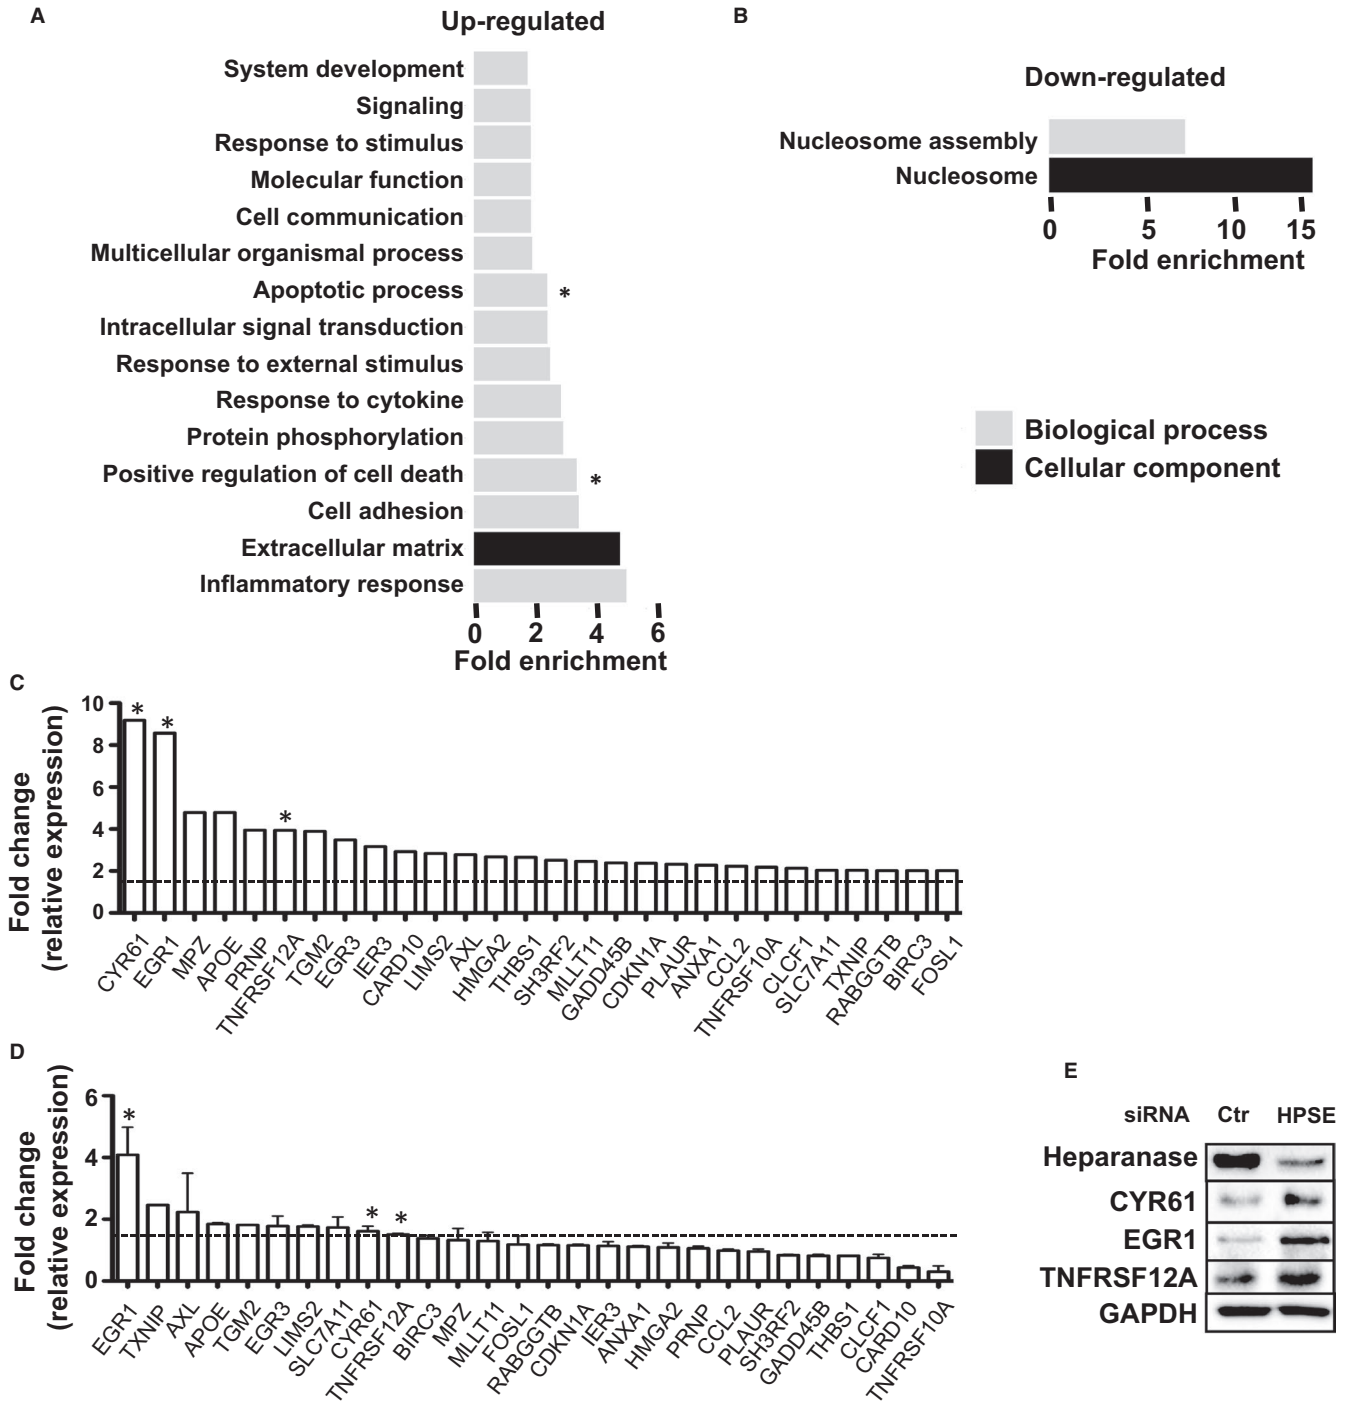 A
Up-regulated
System development
Signaling
Response to stimulus
Molecular function
Cell communication
Multicellular organismal process
Apoptotic process *
Intracellular signal transduction
Response to external stimulus
Response to cytokine
Protein phosphorylation
Positive regulation of cell death *
Cell adhesion
Extracellular matrix
Inflammatory response
0 2 4 6
Fold enrichment
B
Down-regulated
Nucleosome assembly
Nucleosome
0 5 10 15
Fold enrichment
Biological process
Cellular component
C
Fold change
(relative expression)
10
8
6
4
2
0
* * *
CYR61
EGR1
MPZ
APOE
PRNP
TNFRSF12A
TGM2
EGR3
IER3
CARD10
LIMS2
AXL
HMGA2
THBS1
SH3RF2
MLLT11
GADD45B
CDKN1A
PLAUR
ANXA1
CCL2
TNFRSF10A
CLCF1
SLC7A11
TXNIP
RABGGTB
BIRC3
FOSL1
D
Fold change
(relative expression)
6
4
2
0
* * *
EGR1
TXNIP
AXL
APOE
TGM2
EGR3
LIMS2
SLC7A11
CYR61
TNFRSF12A
BIRC3
MPZ
MLLT11
FOSL1
RABGGTB
CDKN1A
IER3
ANXA1
HMGA2
PRNP
CCL2
PLAUR
SH3RF2
GADD45B
THBS1
CLCF1
CARD10
TNFRSF10A
E
siRNA Ctr HPSE
Heparanase
CYR61
EGR1
TNFRSF12A
GAPDH